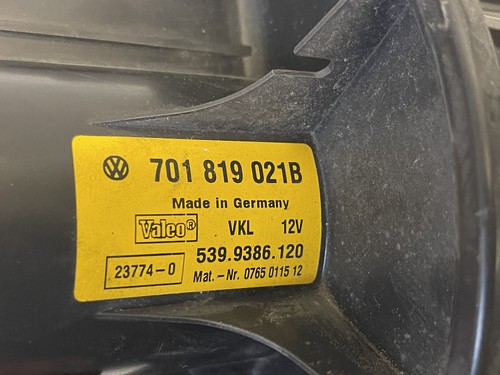 701 819 021B
Made in Germany
Valeo® VKL 12V
539.9386.120
23774-0
Mat.-Nr. 0765 0115 12